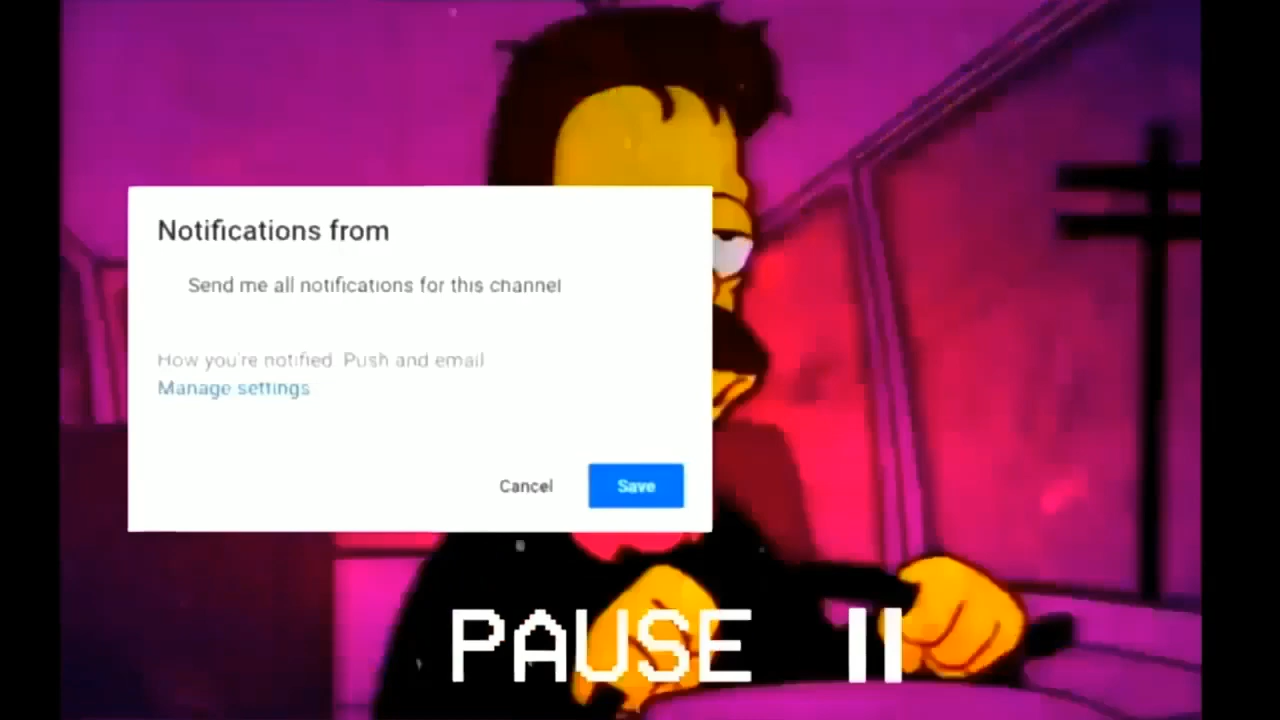 Notifications from
Send me all notifications for this channel
How you're notified: Push and email
Manage settings
Cancel Save
PAUSE